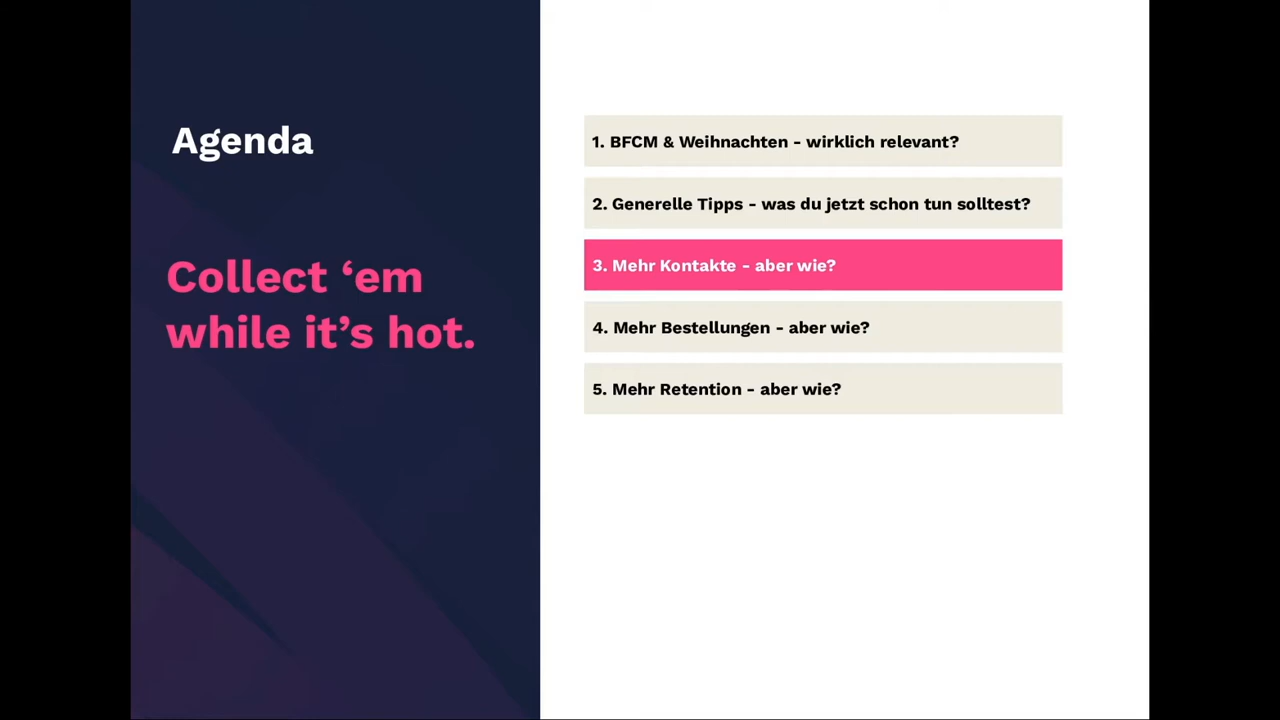 Agenda
Collect ‘em
while it’s hot.
1. BFCM & Weihnachten - wirklich relevant?
2. Generelle Tipps - was du jetzt schon tun solltest?
3. Mehr Kontakte - aber wie?
4. Mehr Bestellungen - aber wie?
5. Mehr Retention - aber wie?